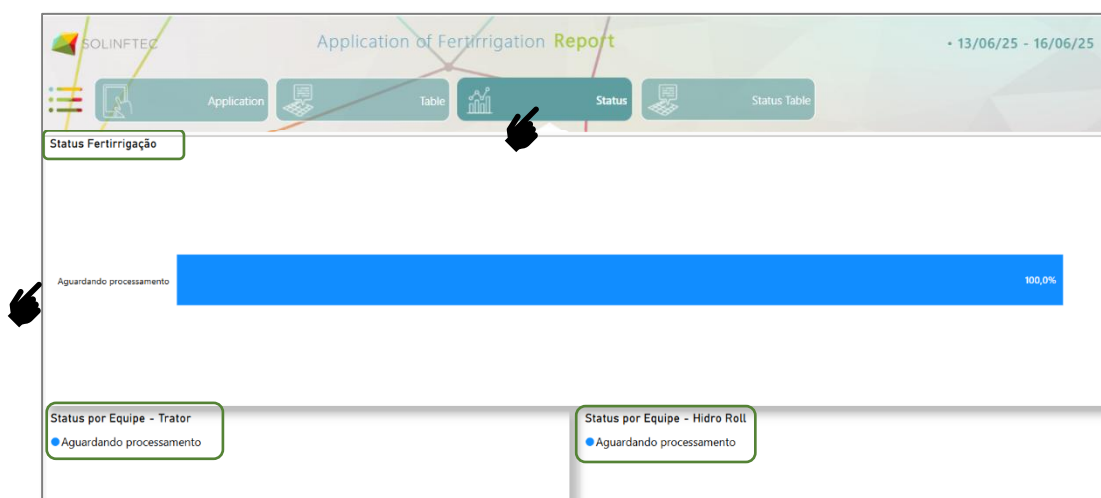 SOLINFTEC
Application of Fertirrigation Report
• 13/06/25 - 16/06/25
Application
Table
Status
Status Table
Status Fertirrigação
Aguardando processamento
100,0%
Status por Equipe - Trator
Aguardando processamento
Status por Equipe - Hidro Roll
Aguardando processamento